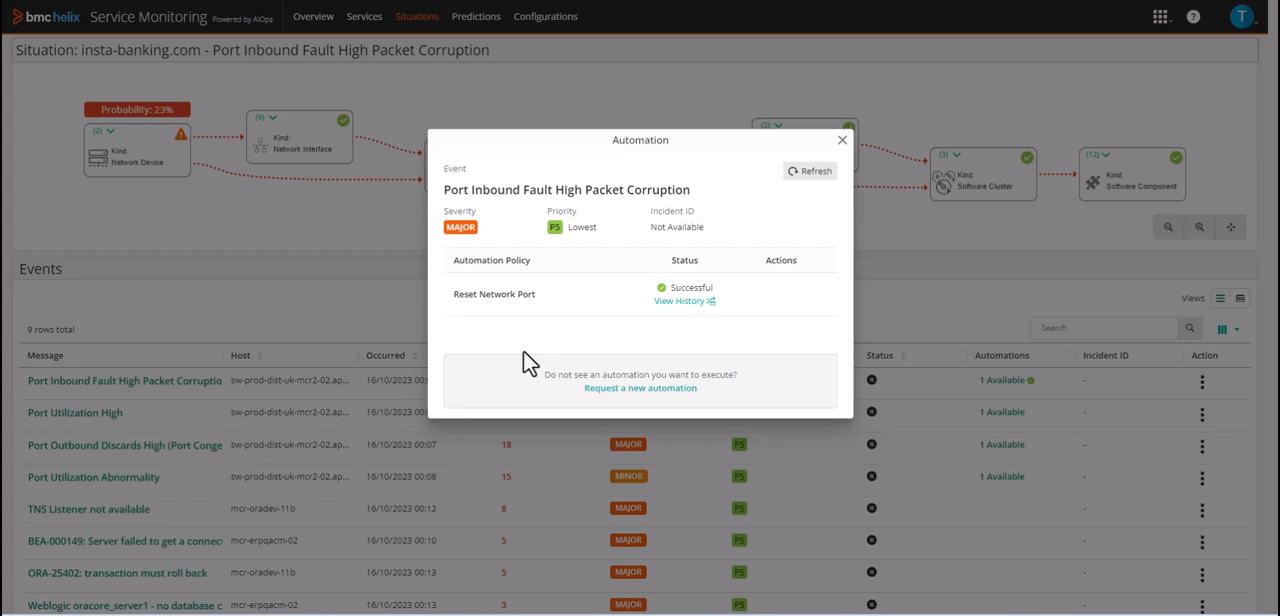 bmc helix Service Monitoring Powered by AIOps Overview Services Situations Predictions Configurations ? T
Situation: insta-banking.com - Port Inbound Fault High Packet Corruption
Probability: 23%
(2)
Kind:
Network Device
(9)
Kind:
Network Interface
(2)
(3)
Kind:
Software Cluster
(12)
Kind:
Software Component
Automation
Event
Refresh
Port Inbound Fault High Packet Corruption
Severity Priority Incident ID
MAJOR P5 Lowest Not Available
Automation Policy Status Actions
Reset Network Port Successful
View History
Do not see an automation you want to execute?
Request a new automation
Events
Views
9 rows total
Search
Message Host Occurred Status Automations Incident ID Action
Port Inbound Fault High Packet Corruptio sw-prod-dist-uk-mcr2-02.ap... 16/10/2023 00: 1 Available -
Port Utilization High sw-prod-dist-uk-mcr2-02.ap... 16/10/2023 00: 1 Available -
Port Outbound Discards High (Port Conge sw-prod-dist-uk-mcr2-02.ap... 16/10/2023 00:07 18 MAJOR P5 1 Available -
Port Utilization Abnormality sw-prod-dist-uk-mcr2-02.ap... 16/10/2023 00:08 15 MINOR P5 1 Available -
TNS Listener not available mcr-oradev-11b 16/10/2023 00:12 8 MAJOR P5 -
BEA-000149: Server failed to get a connect mcr-erpqacm-02 16/10/2023 00:10 5 MAJOR P5 -
ORA-25402: transaction must roll back mcr-oradev-11b 16/10/2023 00:13 5 MAJOR P5 -
Weblogic oracore_server1 - no database c mcr-erpqacm-02 16/10/2023 00:13 3 MAJOR P5 -